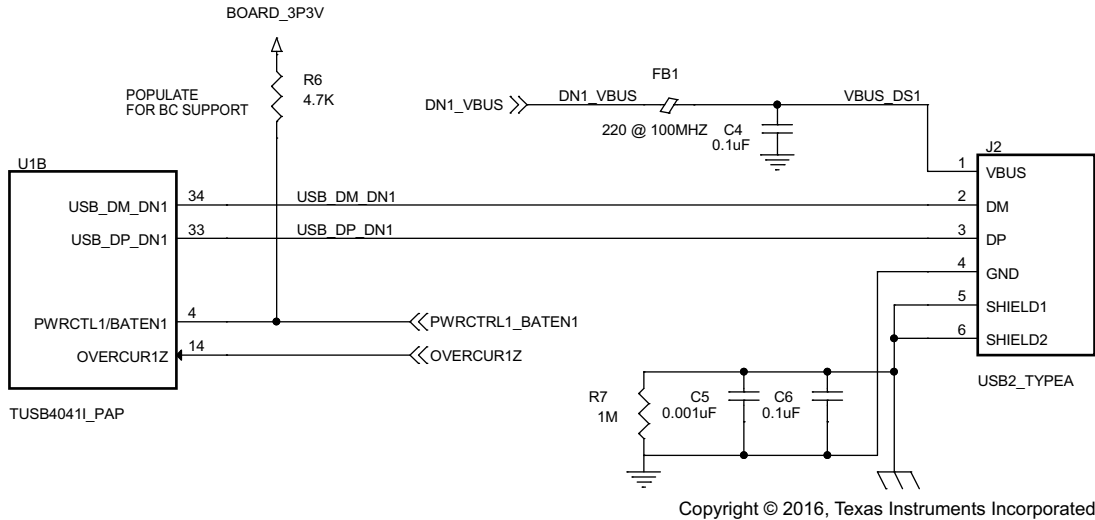 BOARD_3P3V
R6
4.7K
POPULATE
FOR BC SUPPORT
FB1
DN1_VBUS
DN1_VBUS
VBUS_DS1
220 @ 100MHZ
C4
0.1uF
U1B
J2
USB_DM_DN1
34
USB_DM_DN1
USB_DP_DN1
33
USB_DP_DN1
PWRCTL1/BATEN1
4
PWRCTRL1_BATEN1
OVERCUR1Z
14
OVERCUR1Z
TUSB4041I_PAP
1
VBUS
2
DM
3
DP
4
GND
5
SHIELD1
6
SHIELD2
USB2_TYPEA
R7
1M
C5
0.001uF
C6
0.1uF
Copyright © 2016, Texas Instruments Incorporated